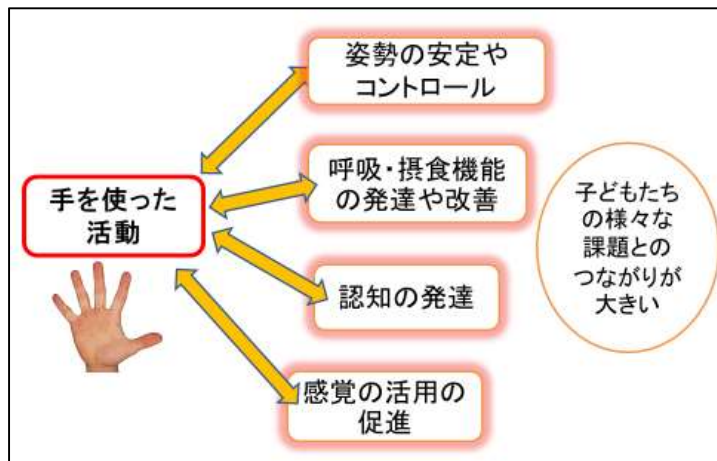 姿勢の安定や
コントロール
呼吸・摂食機能
の発達や改善
手を使った
活動
認知の発達
感覚の活用の
促進
子どもたち
の様々な
課題との
つながりが
大きい